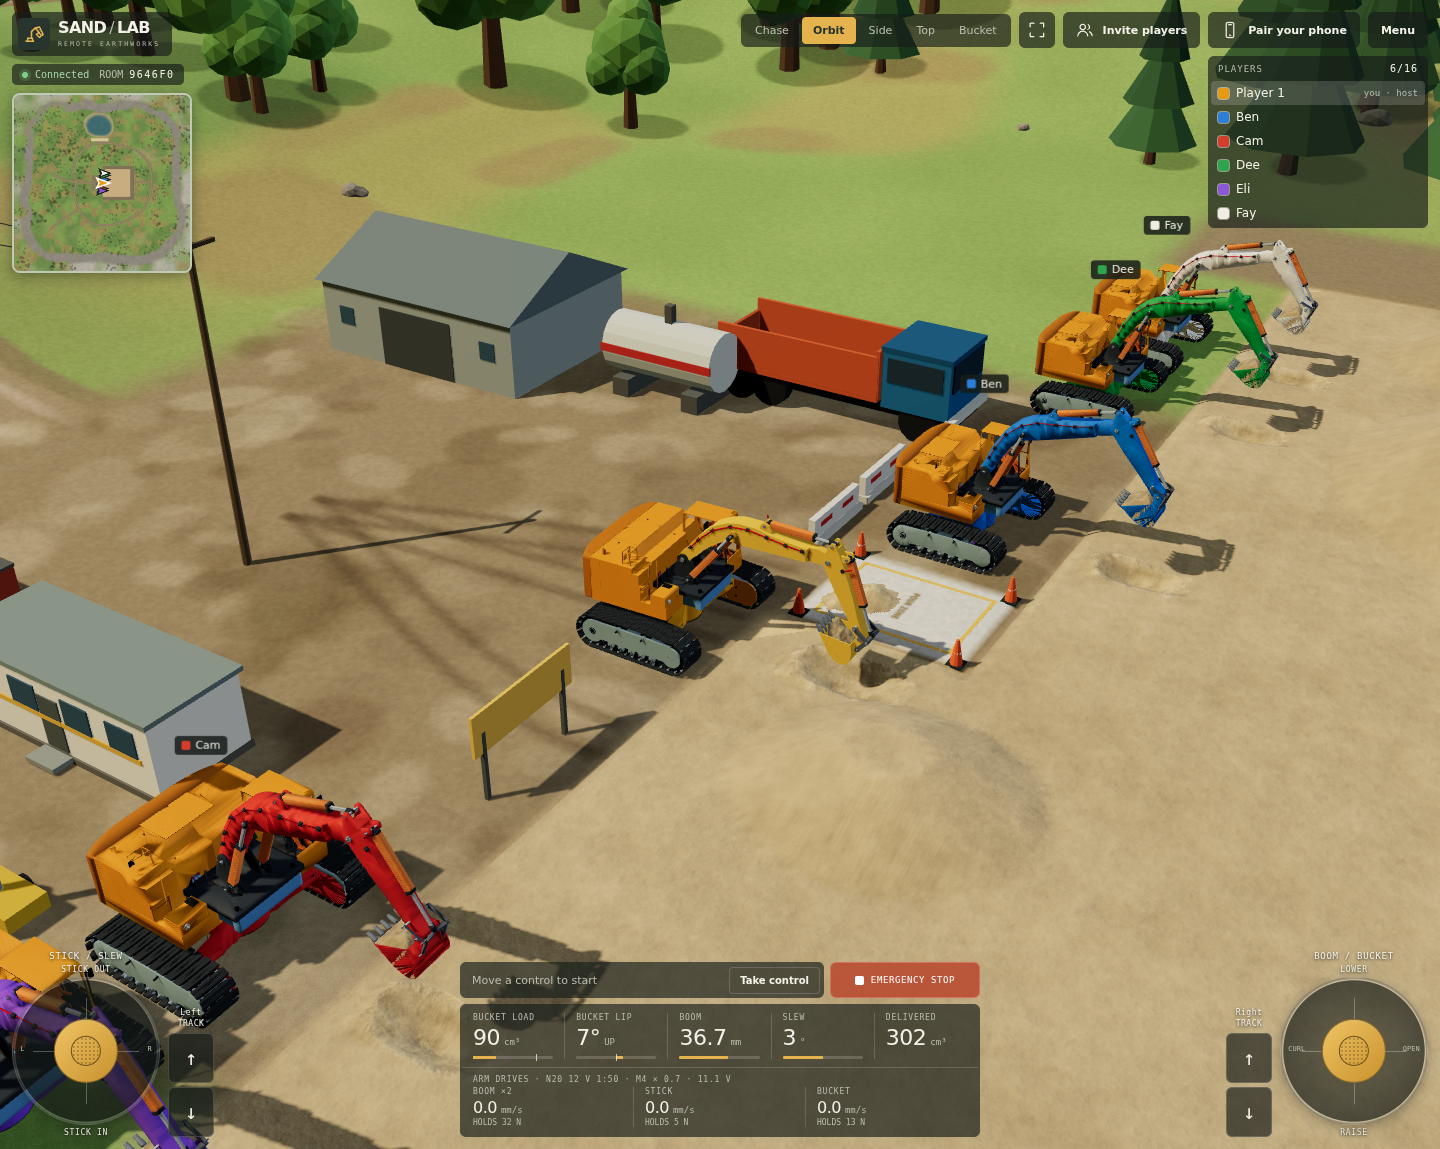 SAND/LAB
REMOTE EARTHWORKS
Connected ROOM 9646F0
Chase Orbit Side Top Bucket
Invite players
Pair your phone
Menu
PLAYERS 6/16
Player 1 you · host
Ben
Cam
Dee
Eli
Fay
Fay
Dee
Ben
Cam
STICK / SLEW
STICK OUT
L R
STICK IN
Left
TRACK
↑
↓
Move a control to start Take control EMERGENCY STOP
BUCKET LOAD BUCKET LIP BOOM SLEW DELIVERED
90 cm³ 7° UP 36.7 mm 3 ° 302 cm³
ARM DRIVES · N20 12 V 1:50 · M4 × 0.7 · 11.1 V
BOOM ×2 STICK BUCKET
0.0 mm/s 0.0 mm/s 0.0 mm/s
HOLDS 32 N HOLDS 5 N HOLDS 13 N
Right
TRACK
↑
↓
BOOM / BUCKET
LOWER
CURL OPEN
RAISE